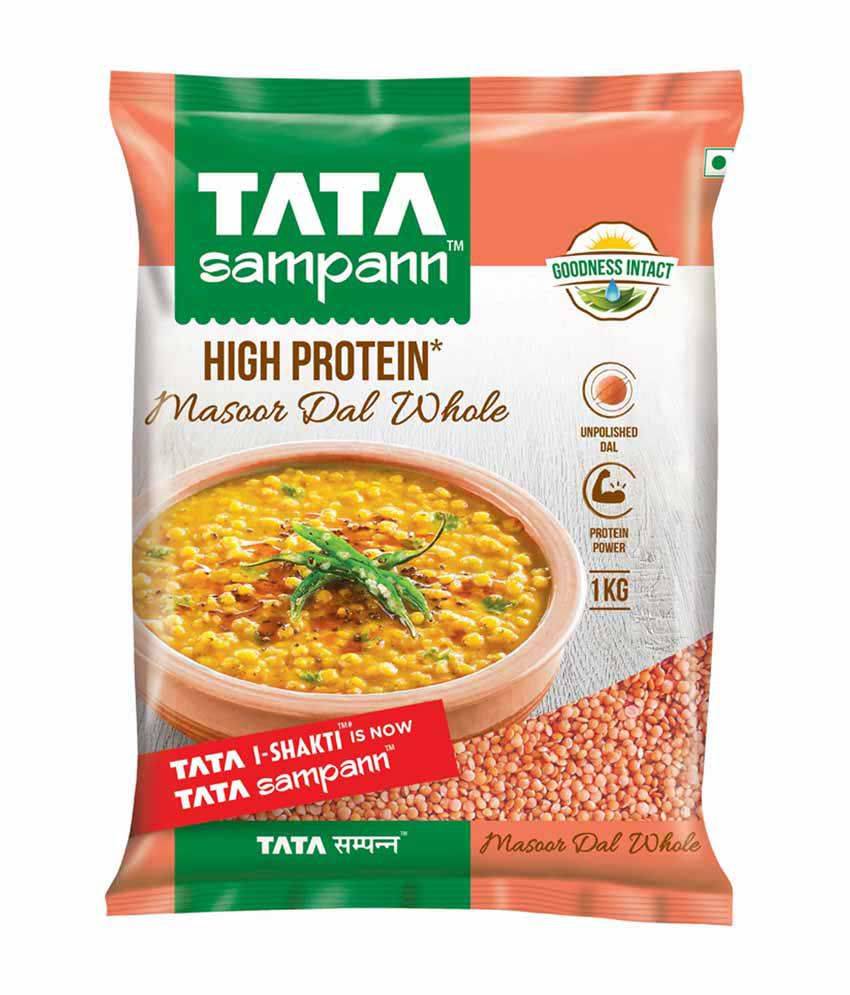 TATA
sampann™
GOODNESS INTACT
HIGH PROTEIN*
Masoor Dal Whole
UNPOLISHED
DAL
PROTEIN
POWER
1KG
TATA I-SHAKTI™# IS NOW
TATA sampann™
TATA सम्पन्न™
Masoor Dal Whole